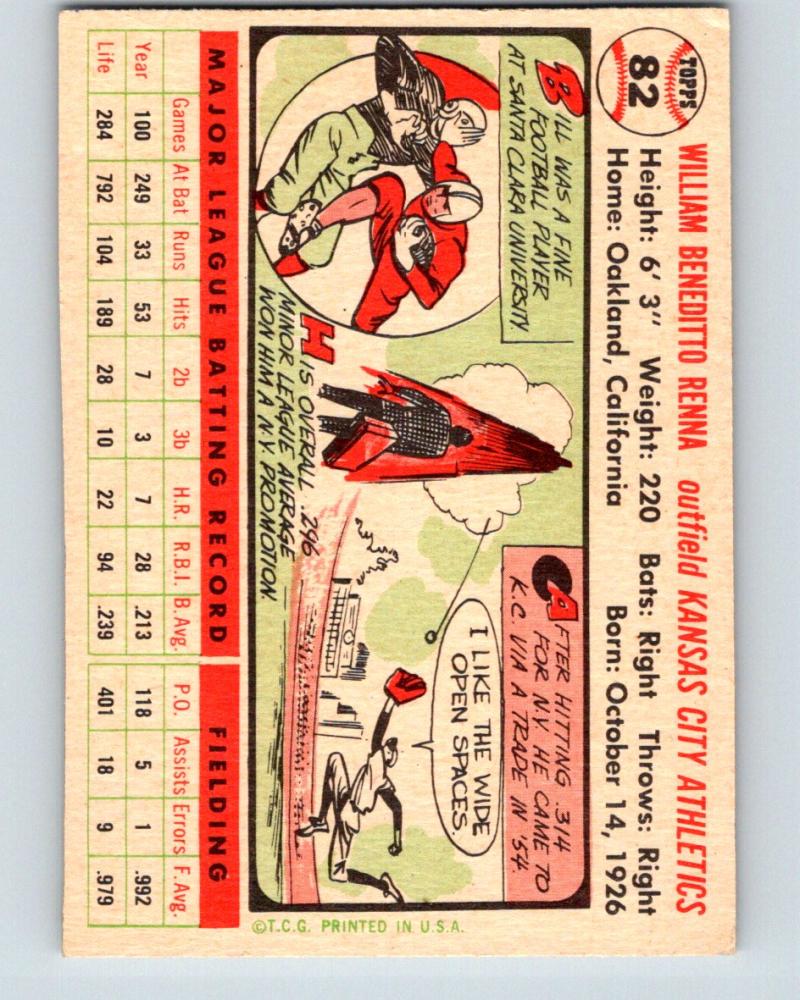 TOPPS
82
WILLIAM BENEDITTO RENNA outfield KANSAS CITY ATHLETICS
Height: 6' 3" Weight: 220 Bats: Right Throws: Right
Home: Oakland, California Born: October 14, 1926
BILL WAS A FINE
FOOTBALL PLAYER
AT SANTA CLARA UNIVERSITY.
HIS OVERALL .296
MINOR LEAGUE AVERAGE
WON HIM A N.Y. PROMOTION.
AFTER HITTING .314
FOR N.Y. HE CAME TO
K.C. VIA A TRADE IN '54.
I LIKE THE WIDE
OPEN SPACES.
©T.C.G. PRINTED IN U.S.A.
MAJOR LEAGUE BATTING RECORD FIELDING
Games At Bat Runs Hits 2b 3b H.R. R.B.I. B.Avg. P.O. Assists Errors F.Avg.
Year 100 249 33 53 7 3 7 28 .213 118 5 1 .992
Life 284 792 104 189 28 10 22 94 .239 401 18 9 .979